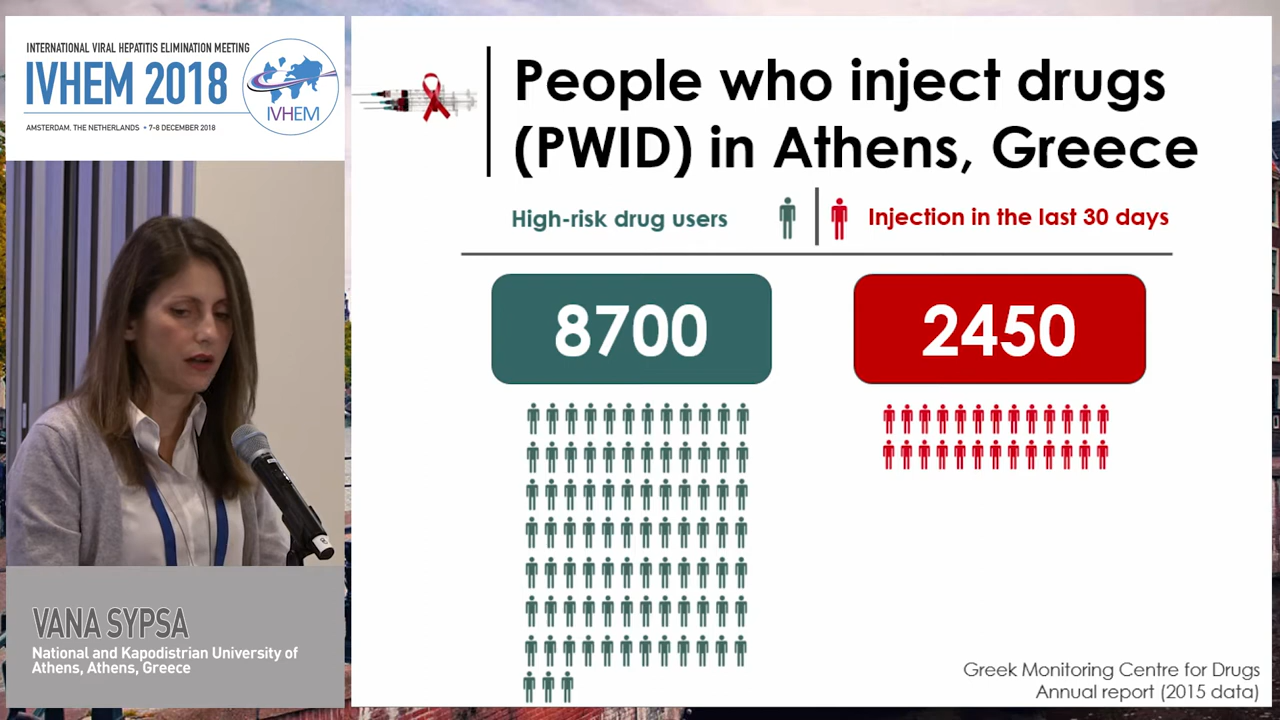 INTERNATIONAL VIRAL HEPATITIS ELIMINATION MEETING
IVHEM 2018
IVHEM
AMSTERDAM, THE NETHERLANDS • 7-8 DECEMBER 2018
People who inject drugs
(PWID) in Athens, Greece
High-risk drug users
Injection in the last 30 days
8700
2450
VANA SYPSA
National and Kapodistrian University of
Athens, Athens, Greece
Greek Monitoring Centre for Drugs
Annual report (2015 data)